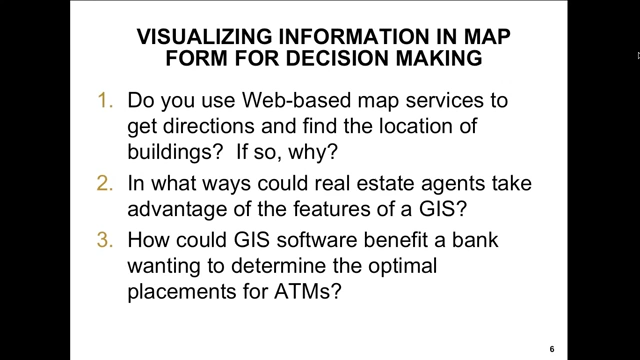 VISUALIZING INFORMATION IN MAP
FORM FOR DECISION MAKING
1. Do you use Web-based map services to
get directions and find the location of
buildings? If so, why?
2. In what ways could real estate agents take
advantage of the features of a GIS?
3. How could GIS software benefit a bank
wanting to determine the optimal
placements for ATMs?
6